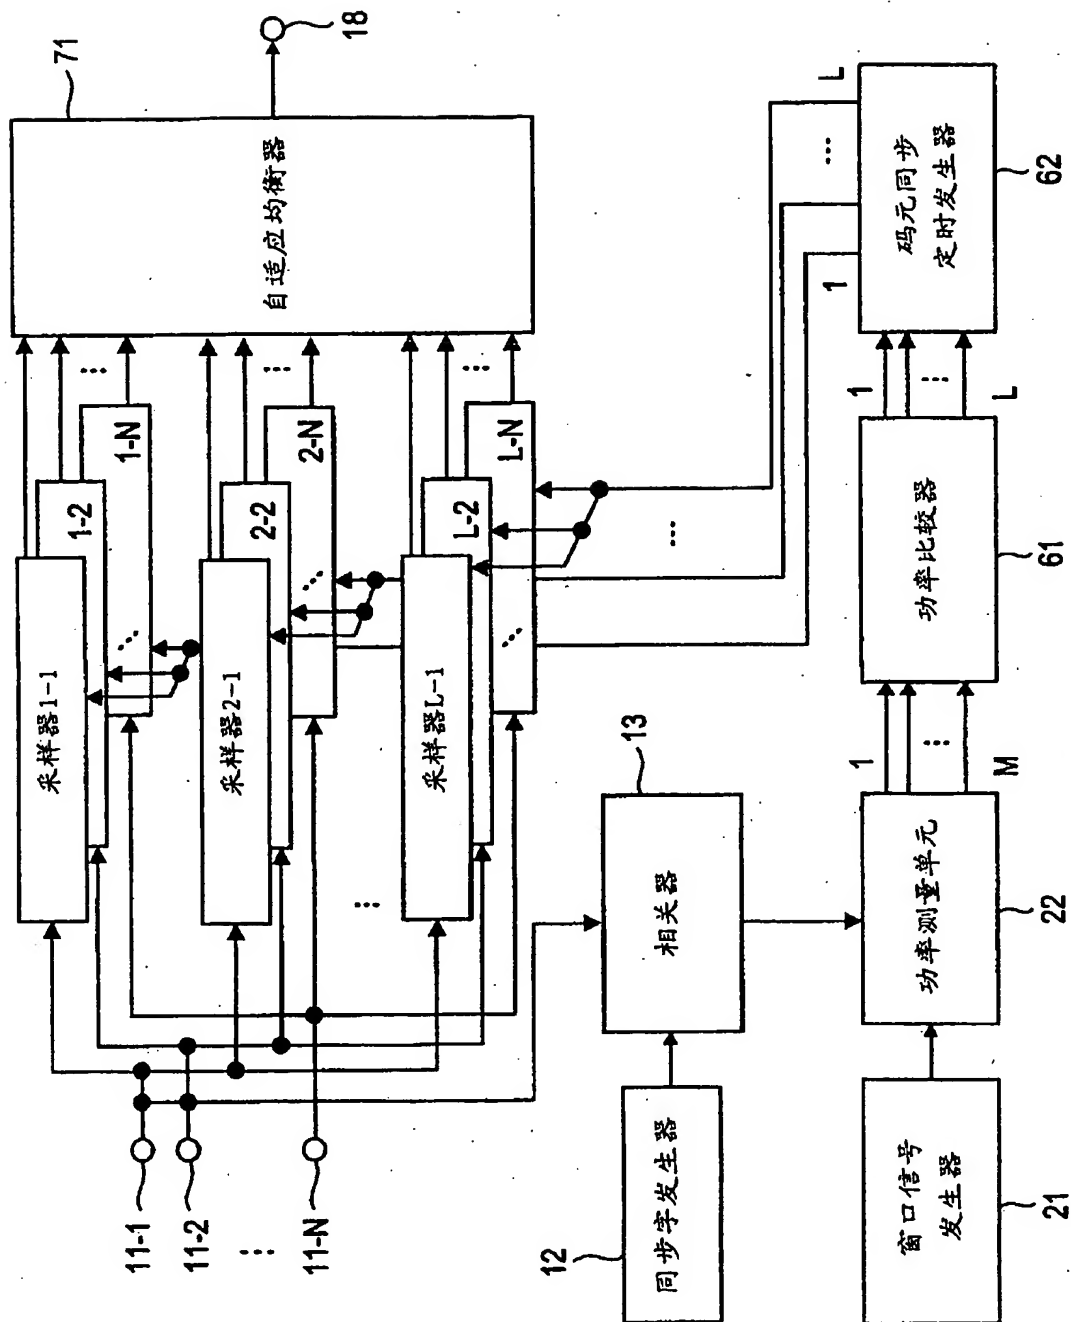 18
71
自适应均衡器
1-N
1-2
采样器1-1
2-N
2-2
采样器2-1
L-N
L-2
采样器L-1
11-1
11-2
11-N
12
同步字发生器
13
相关器
21
窗口信号
发生器
22
功率测量单元
1
M
61
功率比较器
1
L
62
码元同步
定时发生器
1
L